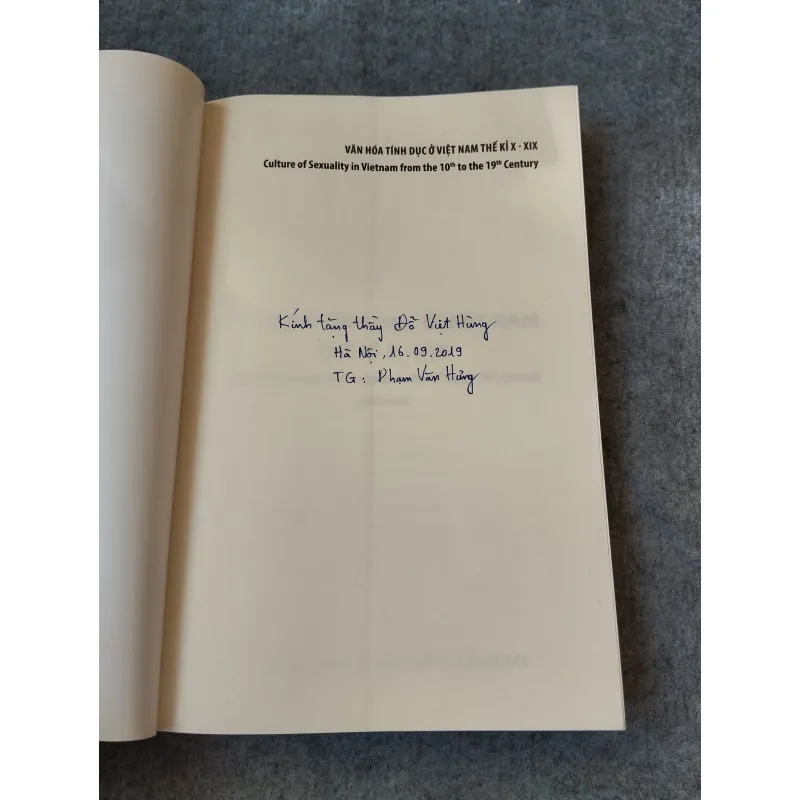 VĂN HÓA TÍNH DỤC Ở VIỆT NAM THẾ KỈ X - XIX
Culture of Sexuality in Vietnam from the 10th to the 19th Century
Kính tặng thầy Đỗ Việt Hùng
Hà Nội, 16.09.2019
TG: Phạm Văn Hưng